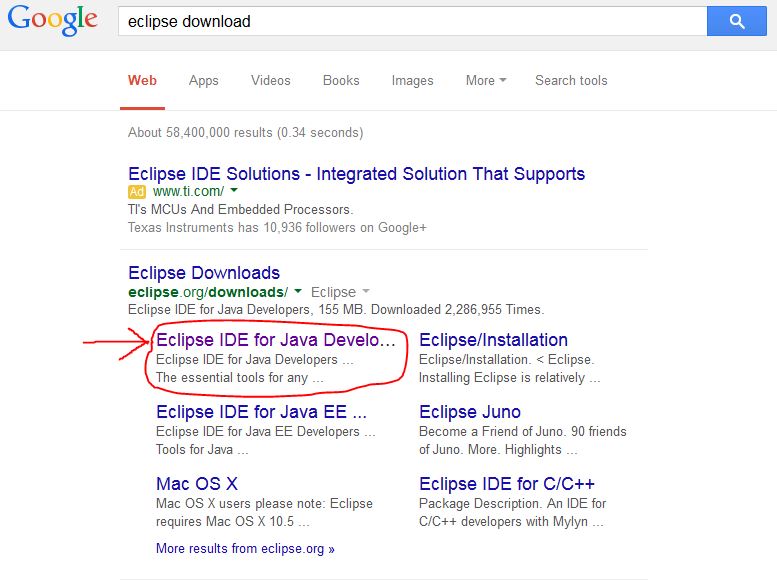 Google
eclipse download
Web Apps Videos Books Images More Search tools
About 58,400,000 results (0.34 seconds)
Eclipse IDE Solutions - Integrated Solution That Supports
Ad www.ti.com/
TI's MCUs And Embedded Processors.
Texas Instruments has 10,936 followers on Google+
Eclipse Downloads
eclipse.org/downloads/ Eclipse
Eclipse IDE for Java Developers, 155 MB. Downloaded 2,286,955 Times.
Eclipse IDE for Java Develo...
Eclipse IDE for Java Developers ...
The essential tools for any ...
Eclipse/Installation
Eclipse/Installation. < Eclipse.
Installing Eclipse is relatively ...
Eclipse IDE for Java EE ...
Eclipse IDE for Java EE Developers ...
Tools for Java ...
Eclipse Juno
Become a Friend of Juno. 90 friends
of Juno. More. Highlights ...
Mac OS X
Mac OS X users please note: Eclipse
requires Mac OS X 10.5 ...
Eclipse IDE for C/C++
Package Description. An IDE for
C/C++ developers with Mylyn ...
More results from eclipse.org »